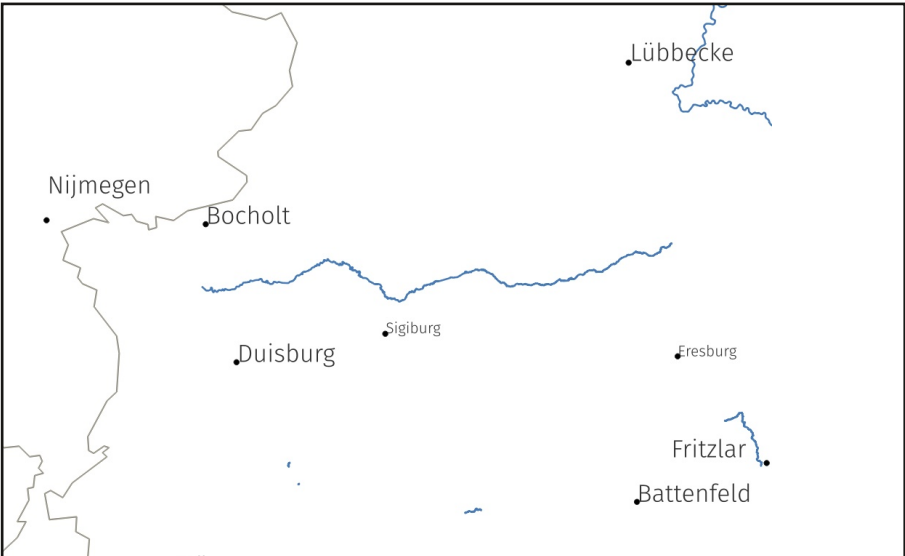 Lübbecke
Nijmegen
Bocholt
Sigiburg
Duisburg
Eresburg
Fritzlar
Battenfeld